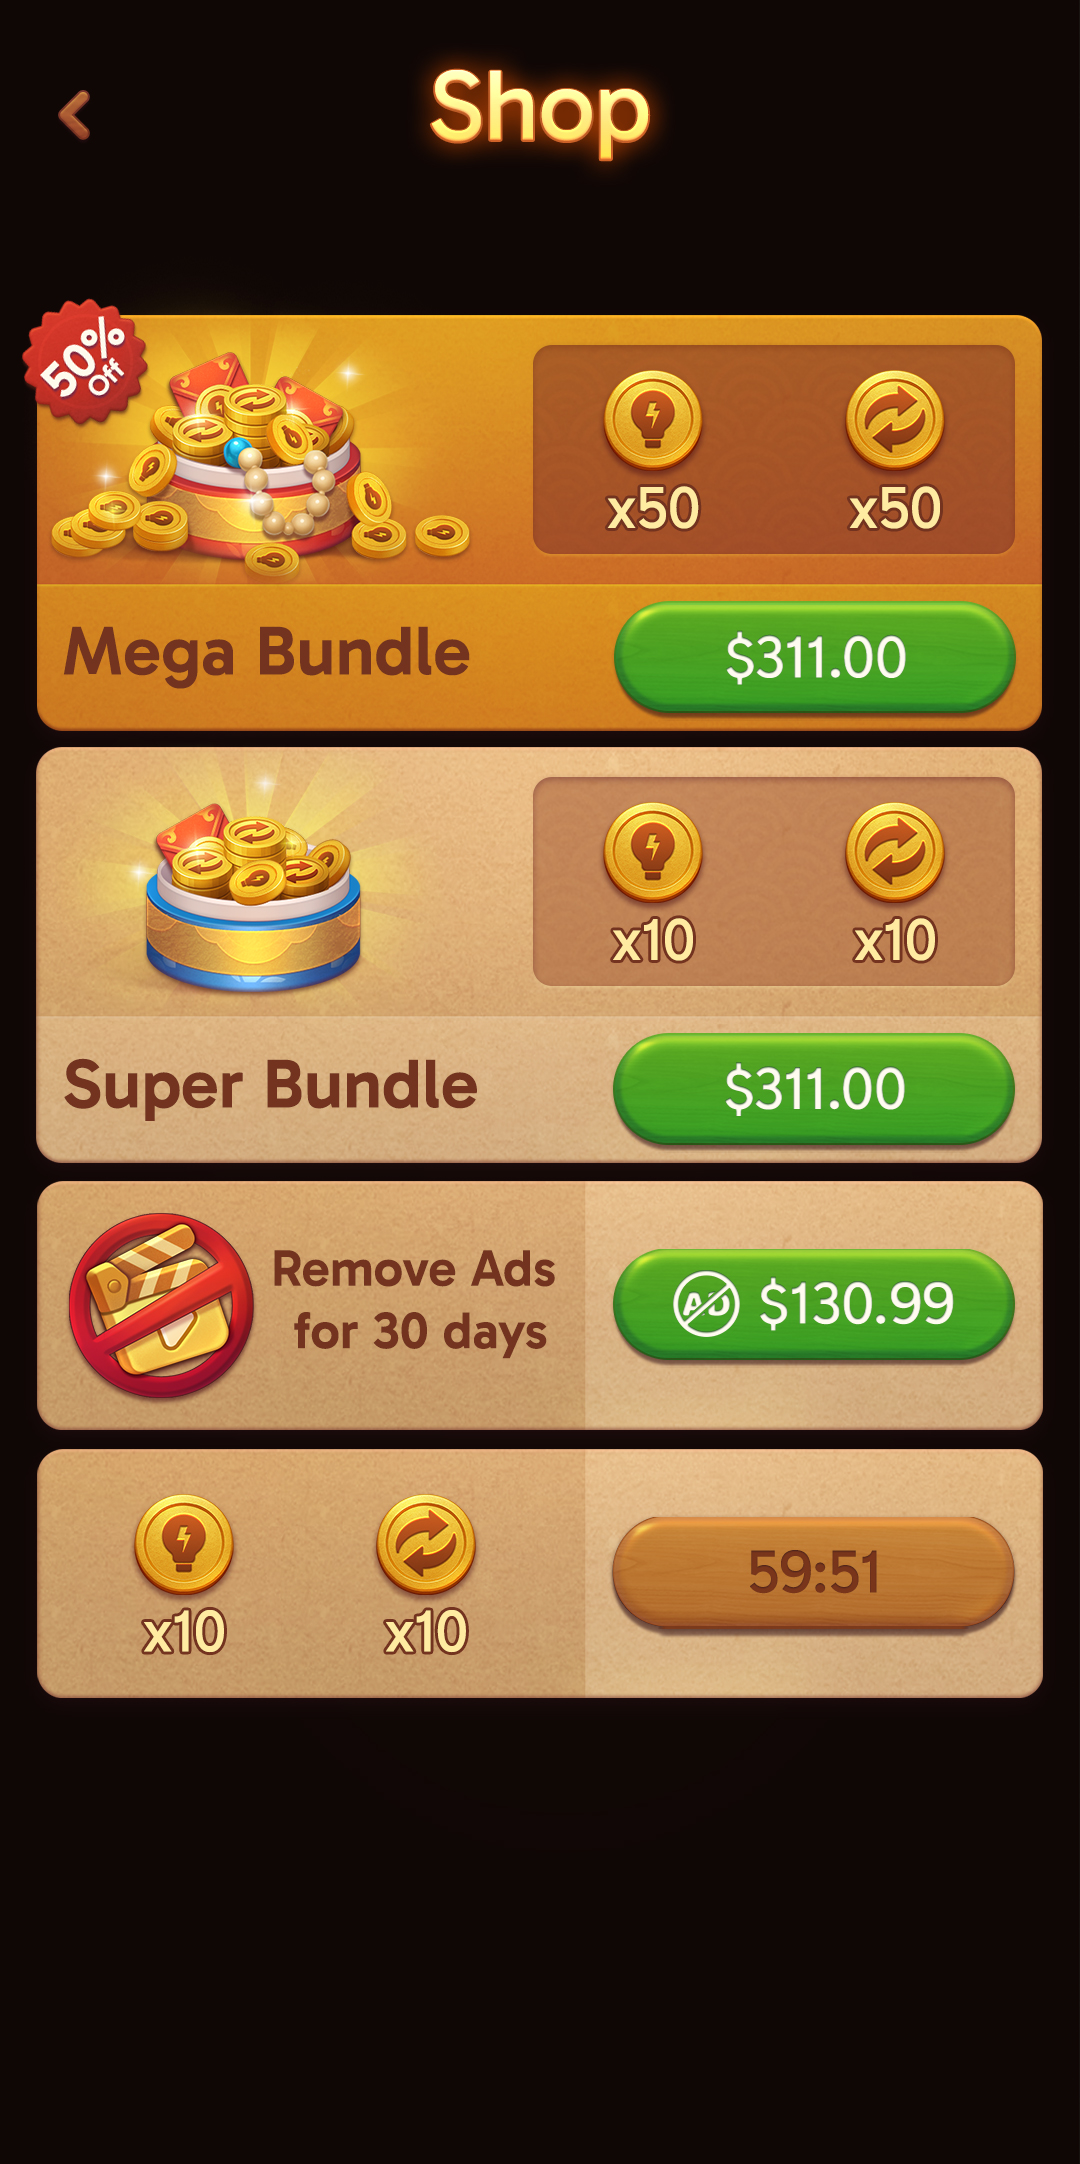 Shop
50%
Off
x50 x50
Mega Bundle
$311.00
x10 x10
Super Bundle
$311.00
Remove Ads
for 30 days
AD $130.99
x10 x10
59:51